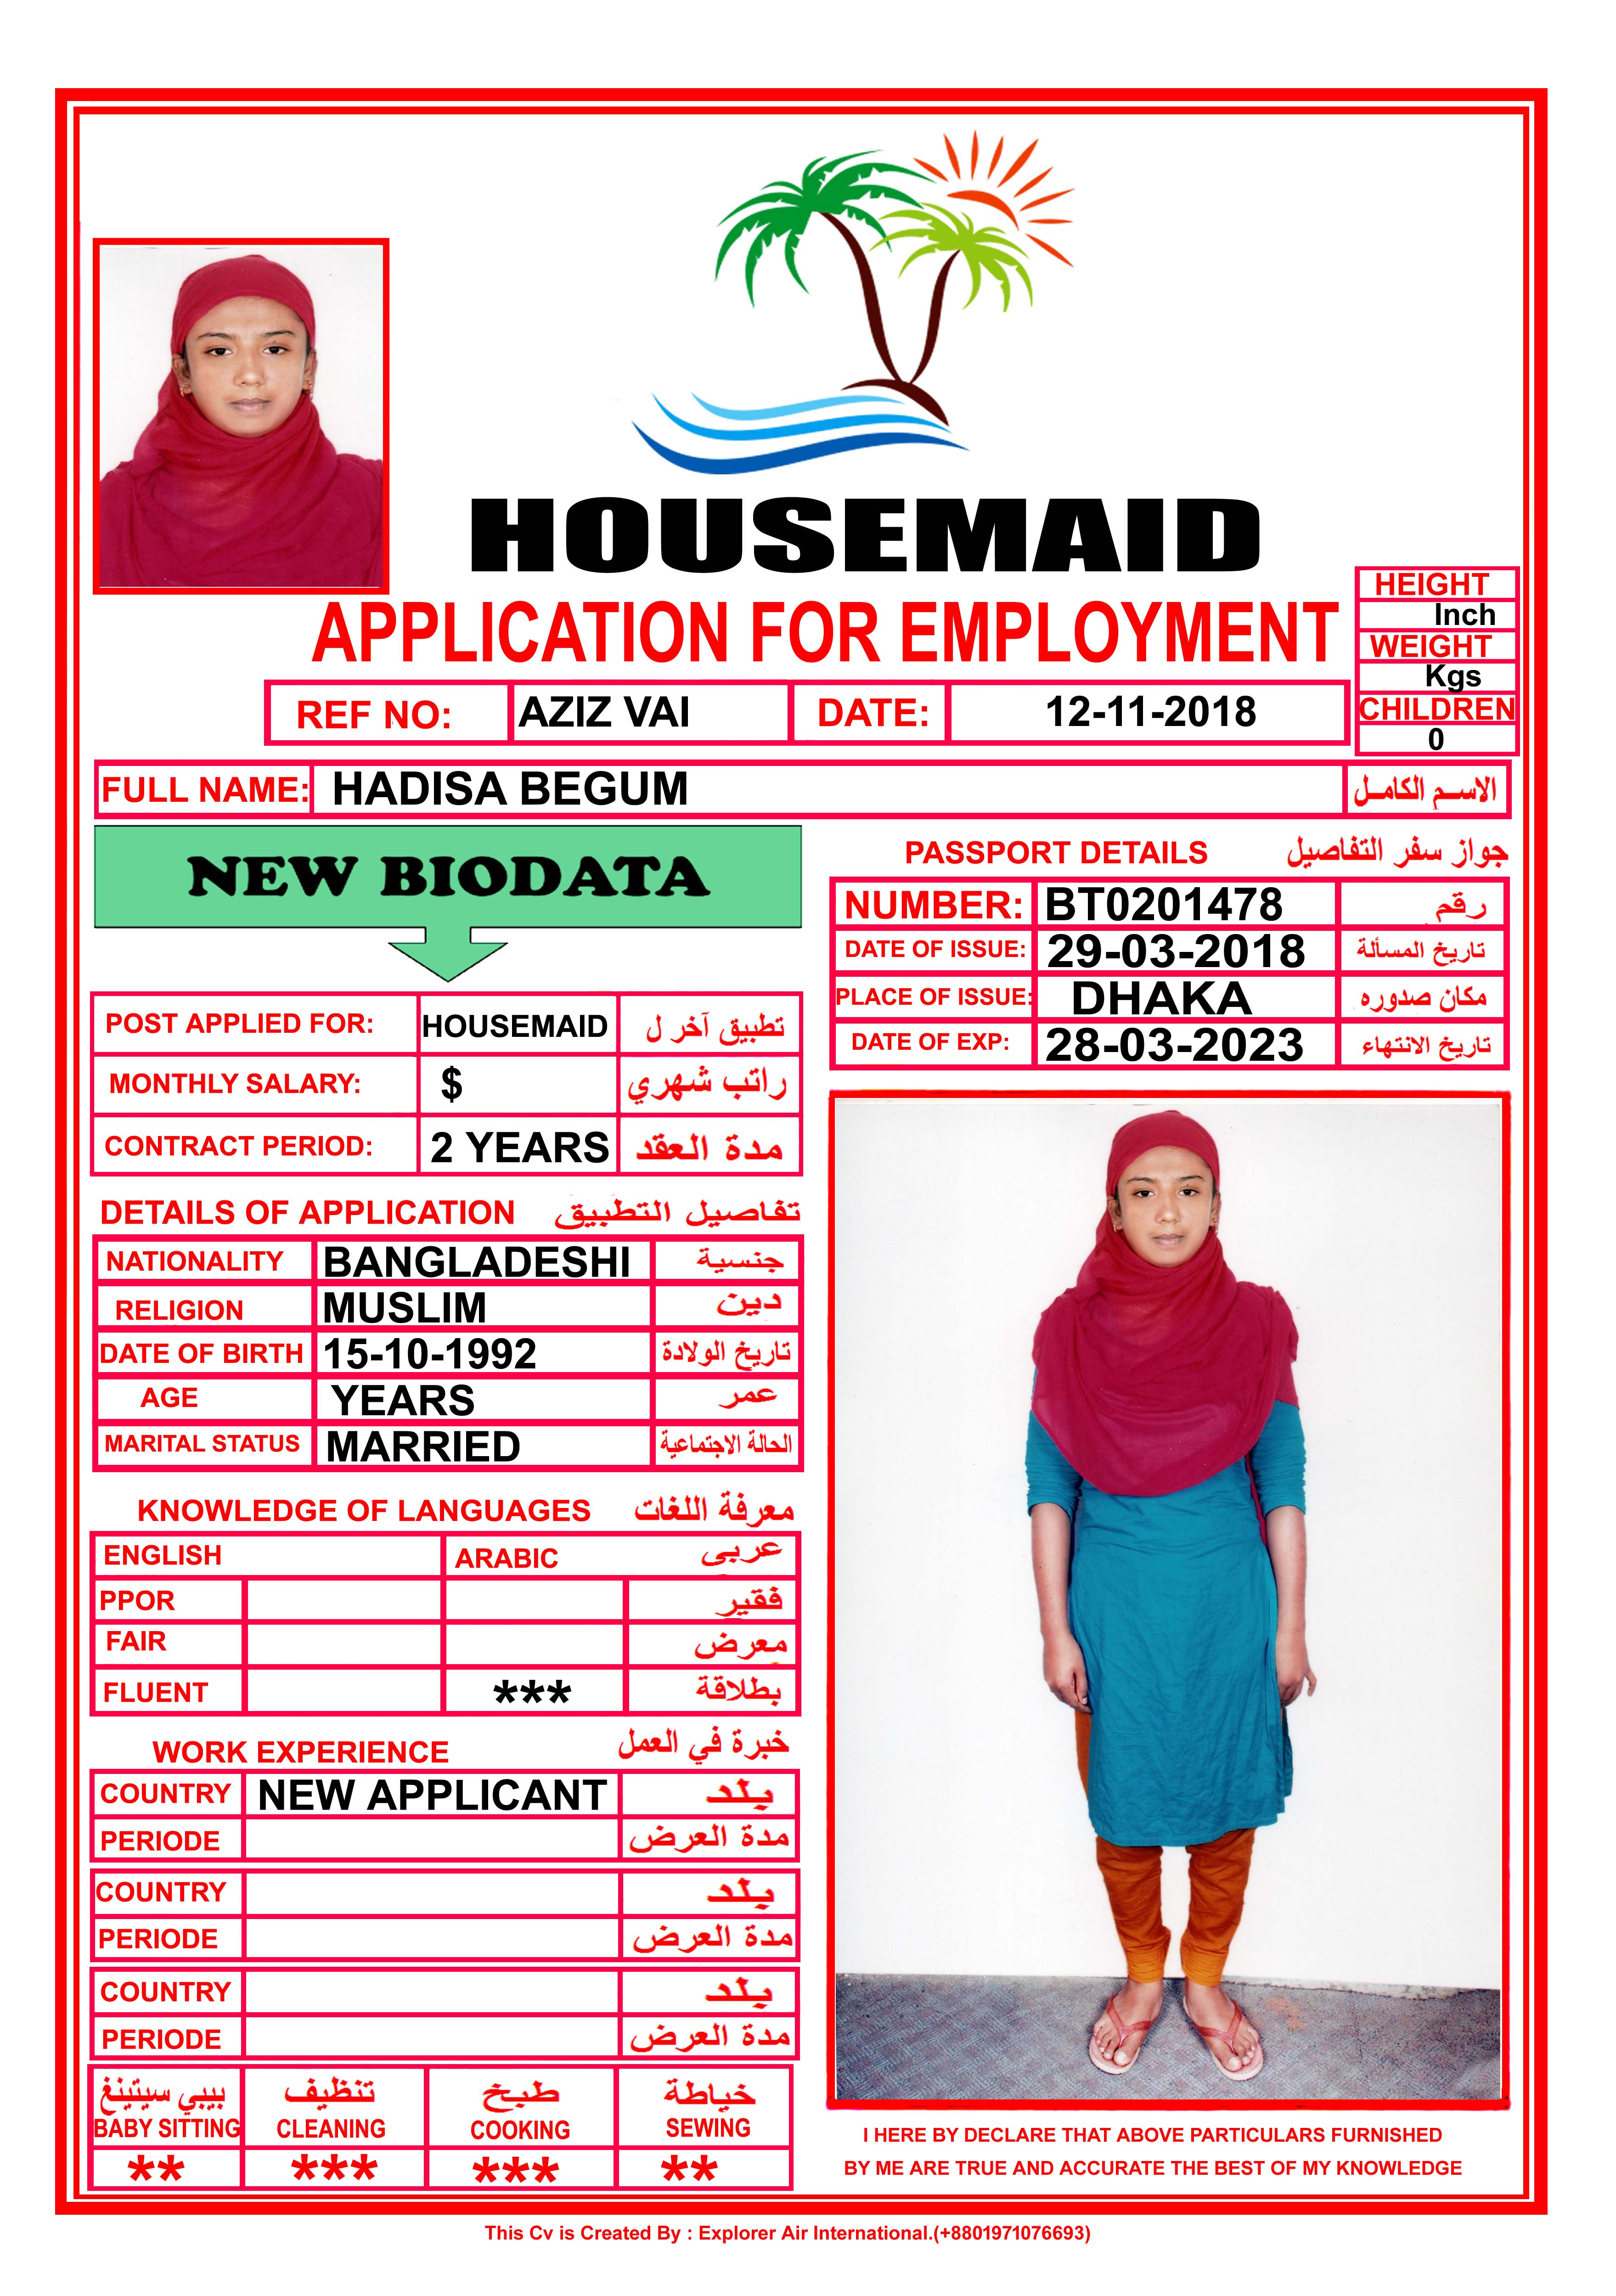 HOUSEMAID
APPLICATION FOR EMPLOYMENT
HEIGHT
Inch
WEIGHT
Kgs
CHILDREN
0
REF NO: AZIZ VAI DATE: 12-11-2018
FULL NAME: HADISA BEGUM الاسم الكامل
NEW BIODATA
PASSPORT DETAILS جواز سفر التفاصيل
NUMBER: BT0201478 رقم
DATE OF ISSUE: 29-03-2018 تاريخ المسألة
PLACE OF ISSUE: DHAKA مكان صدوره
DATE OF EXP: 28-03-2023 تاريخ الانتهاء
POST APPLIED FOR: HOUSEMAID تطبيق آخر ل
MONTHLY SALARY: $ راتب شهري
CONTRACT PERIOD: 2 YEARS مدة العقد
DETAILS OF APPLICATION تفاصيل التطبيق
NATIONALITY BANGLADESHI جنسية
RELIGION MUSLIM دين
DATE OF BIRTH 15-10-1992 تاريخ الولادة
AGE YEARS عمر
MARITAL STATUS MARRIED الحالة الاجتماعية
KNOWLEDGE OF LANGUAGES معرفة اللغات
ENGLISH ARABIC عربى
PPOR فقير
FAIR معرض
FLUENT *** بطلاقة
WORK EXPERIENCE خبرة في العمل
COUNTRY NEW APPLICANT بلد
PERIODE مدة العرض
COUNTRY بلد
PERIODE مدة العرض
COUNTRY بلد
PERIODE مدة العرض
بيبي سيتينغ تنظيف طبخ خياطة
BABY SITTING CLEANING COOKING SEWING
** *** *** **
I HERE BY DECLARE THAT ABOVE PARTICULARS FURNISHED
BY ME ARE TRUE AND ACCURATE THE BEST OF MY KNOWLEDGE
This Cv is Created By : Explorer Air International.(+8801971076693)